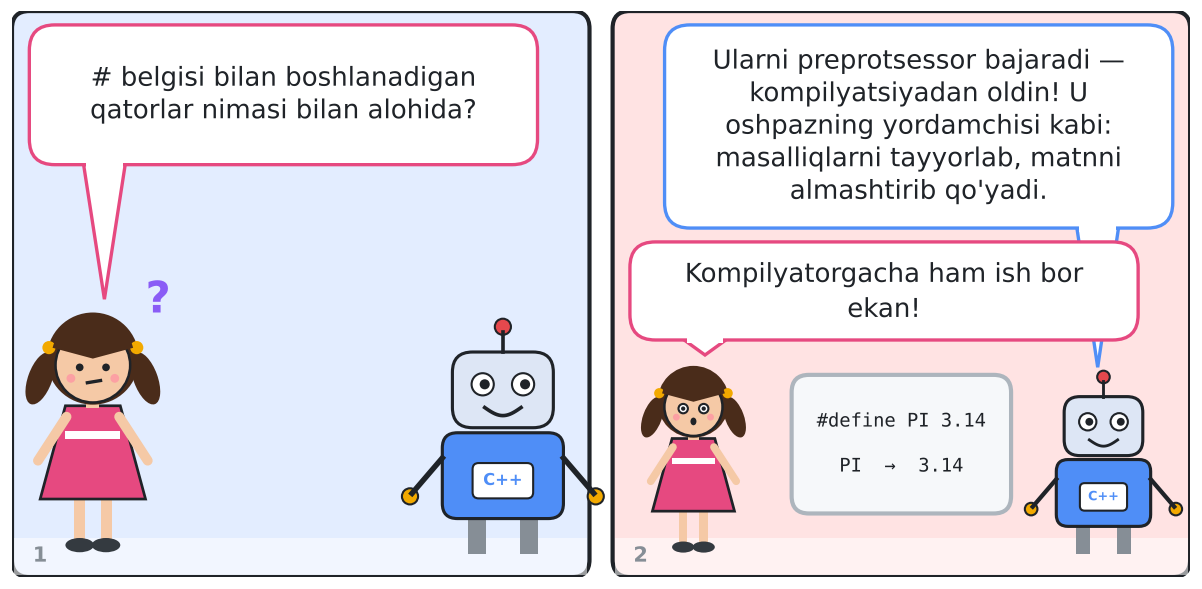 # belgisi bilan boshlanadigan
qatorlar nimasi bilan alohida?
?
C++
1
Ularni preprotsessor bajaradi —
kompilyatsiyadan oldin! U
oshpazning yordamchisi kabi:
masalliqlarni tayyorlab, matnni
almashtirib qo'yadi.
Kompilyatorgacha ham ish bor
ekan!
#define PI 3.14
PI → 3.14
C++
2